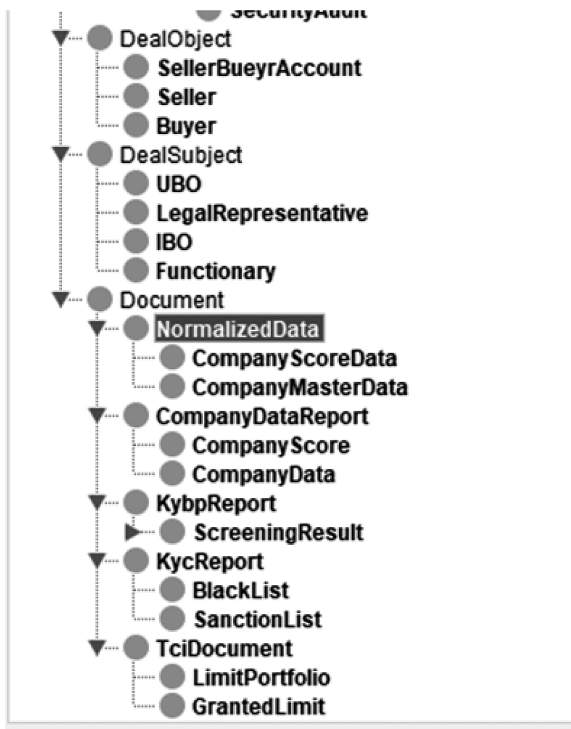 SecurityAudit
DealObject
SellerBueyrAccount
Seller
Buyer
DealSubject
UBO
LegalRepresentative
IBO
Functionary
Document
NormalizedData
CompanyScoreData
CompanyMasterData
CompanyDataReport
CompanyScore
CompanyData
KybpReport
ScreeningResult
KycReport
BlackList
SanctionList
TciDocument
LimitPortfolio
GrantedLimit